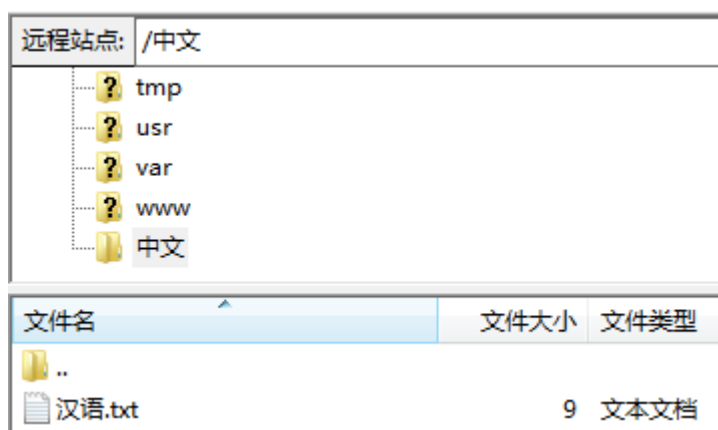 远程站点: /中文
tmp
usr
var
www
中文
文件名 文件大小 文件类型
..
汉语.txt 9 文本文档